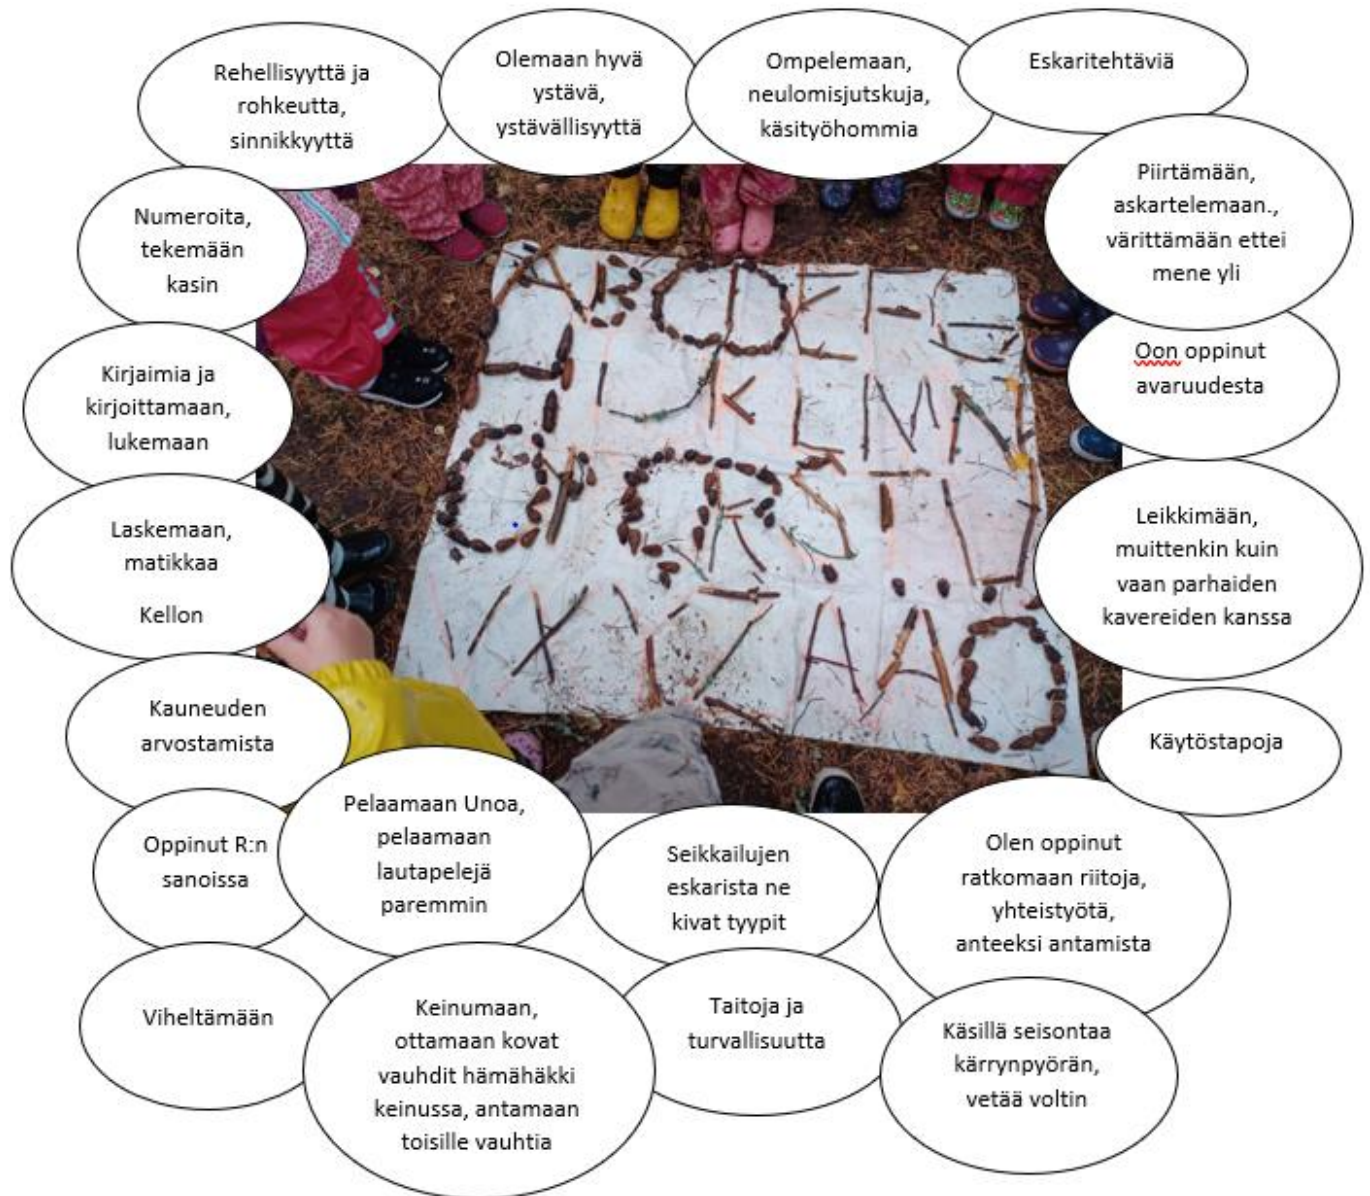 Rehellisyyttä ja
rohkeutta,
sinnikkyyttä
Olemaan hyvä
ystävä,
ystävällisyyttä
Ompelemaan,
neulomisjutskuja,
käsityöhommia
Eskaritehtäviä
Piirtämään,
askartelemaan.,
värittämään ettei
mene yli
Numeroita,
tekemään
kasin
A B C D E F G
H I J K L M N
O P Q R S T U
V X Y Z Å Ä Ö
Oon oppinut
avaruudesta
Kirjaimia ja
kirjoittamaan,
lukemaan
Leikkimään,
muittenkin kuin
vaan parhaiden
kavereiden kanssa
Laskemaan,
matikkaa
Kellon
Kauneuden
arvostamista
Käytöstapoja
Oppinut R:n
sanoissa
Pelaamaan Unoa,
pelaamaan
lautapelejä
paremmin
Seikkailujen
eskarista ne
kivat tyypit
Olen oppinut
ratkomaan riitoja,
yhteistyötä,
anteeksi antamista
Viheltämään
Keinumaan,
ottamaan kovat
vauhdit hämähäkki
keinussa, antamaan
toisille vauhtia
Taitoja ja
turvallisuutta
Käsillä seisontaa
kärrynpyörän,
vetää voltin